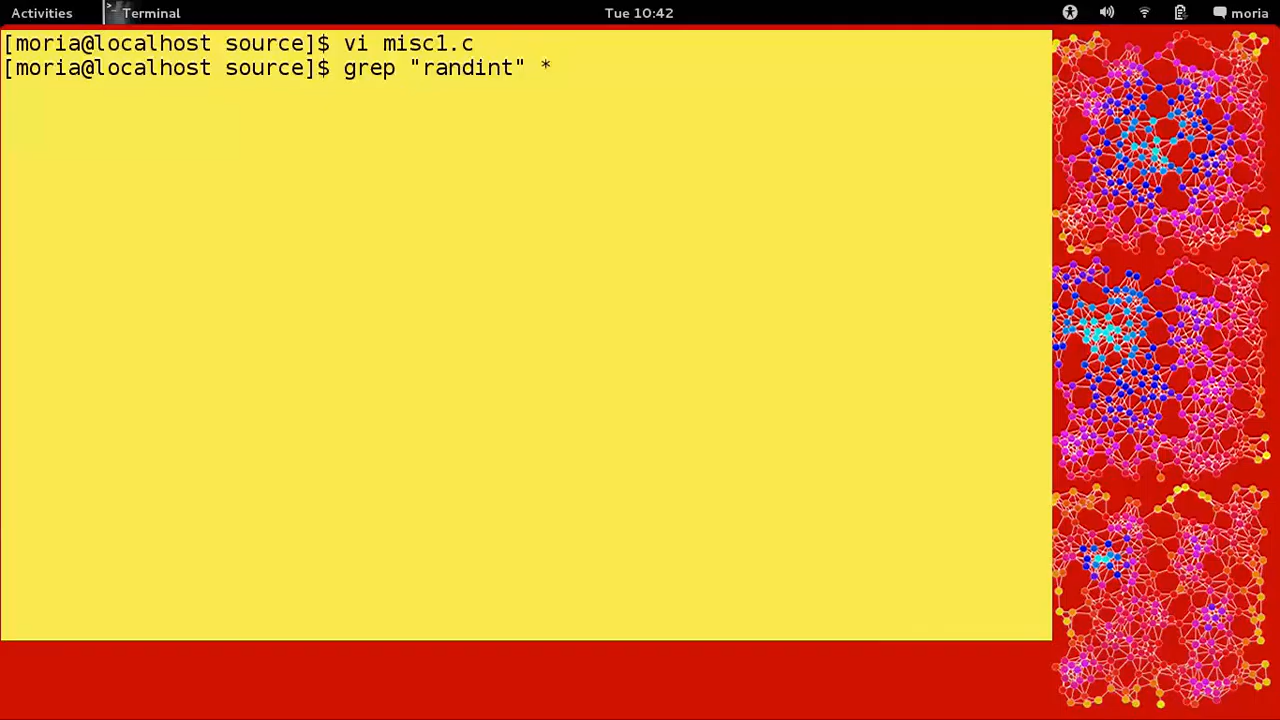 Activities
Terminal
Tue 10:42
moria
[moria@localhost source]$ vi misc1.c
[moria@localhost source]$ grep "randint" *